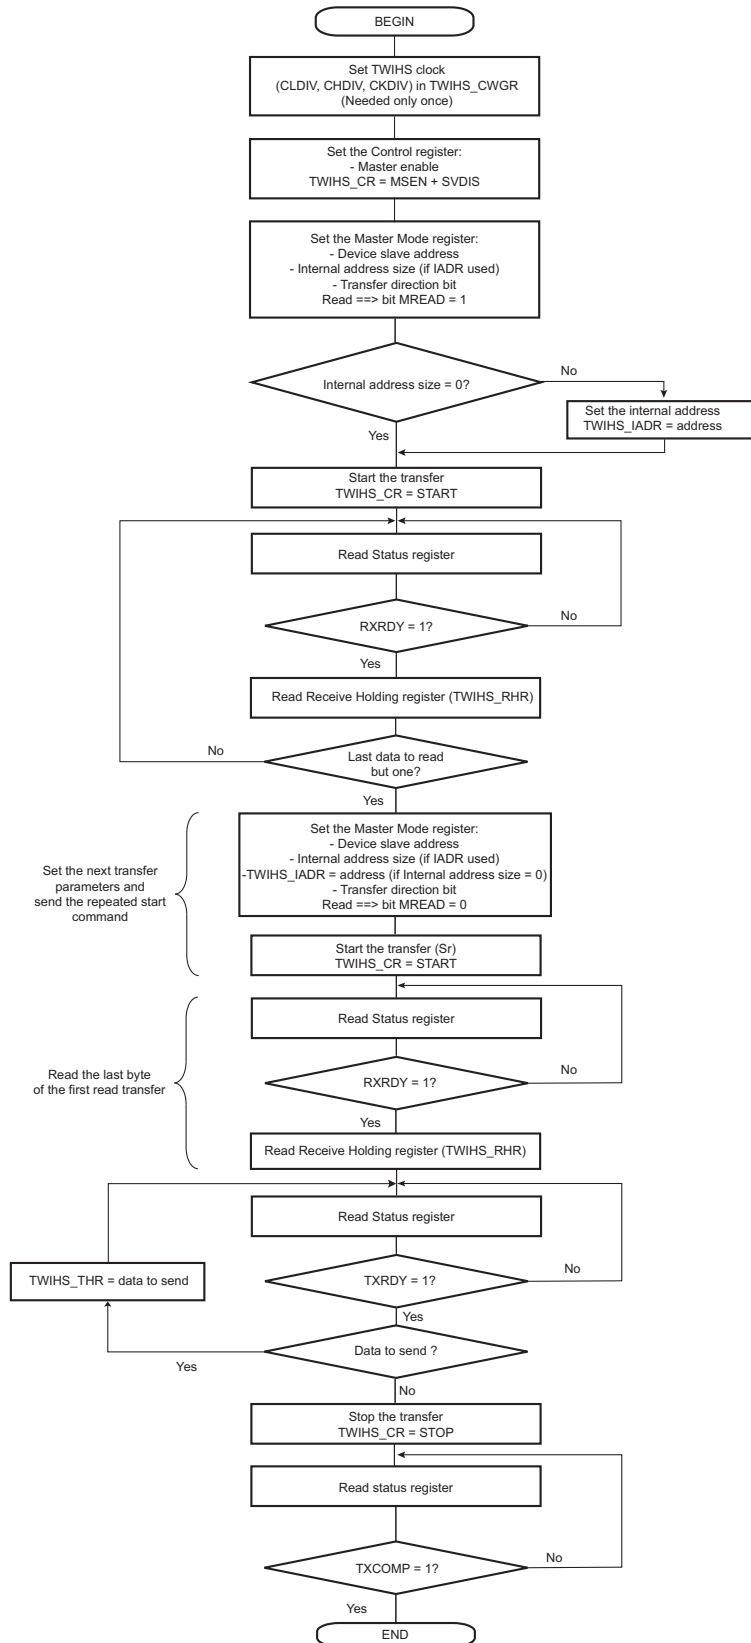 BEGIN
Set TWIHS clock
(CLDIV, CHDIV, CKDIV) in TWIHS_CWGR
(Needed only once)
Set the Control register:
- Master enable
TWIHS_CR = MSEN + SVDIS
Set the Master Mode register:
- Device slave address
- Internal address size (if IADR used)
- Transfer direction bit
Read ==> bit MREAD = 1
Internal address size = 0?
No
Set the internal address
TWIHS_IADR = address
Yes
Start the transfer
TWIHS_CR = START
Read Status register
RXRDY = 1?
No
Yes
Read Receive Holding register (TWIHS_RHR)
No
Last data to read
but one?
Yes
Set the next transfer
parameters and
send the repeated start
command
Set the Master Mode register:
- Device slave address
- Internal address size (if IADR used)
-TWIHS_IADR = address (if Internal address size = 0)
- Transfer direction bit
Read ==> bit MREAD = 0
Start the transfer (Sr)
TWIHS_CR = START
Read the last byte
of the first read transfer
Read Status register
RXRDY = 1?
No
Yes
Read Receive Holding register (TWIHS_RHR)
Read Status register
TWIHS_THR = data to send
TXRDY = 1?
No
Yes
Data to send ?
Yes
No
Stop the transfer
TWIHS_CR = STOP
Read status register
TXCOMP = 1?
No
Yes
END